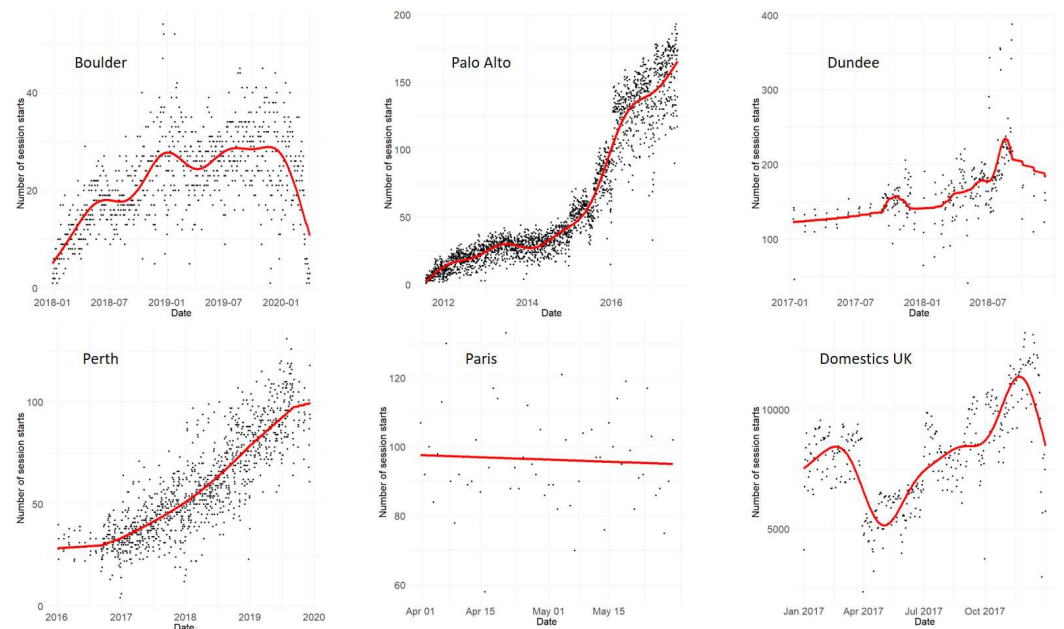 Boulder
Number of session starts
40
20
0
2018-01 2018-07 2019-01 2019-07 2020-01
Date
Palo Alto
Number of session starts
200
150
100
50
0
2012 2014 2016
Date
Dundee
Number of session starts
400
300
200
100
2017-01 2017-07 2018-01 2018-07
Date
Perth
Number of session starts
100
50
0
2016 2017 2018 2019 2020
Date
Paris
Number of session starts
120
100
80
60
Apr 01 Apr 15 May 01 May 15
Date
Domestics UK
Number of session starts
10000
5000
Jan 2017 Apr 2017 Jul 2017 Oct 2017
Date